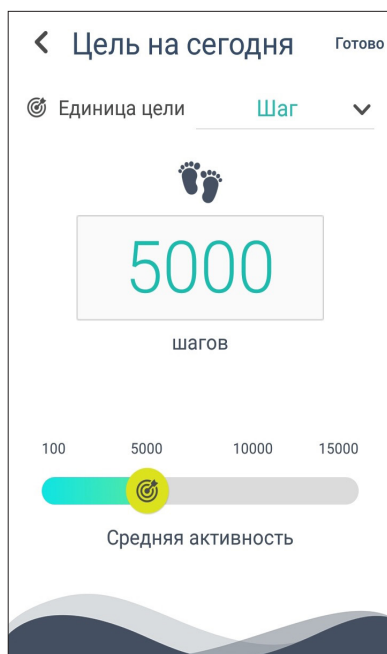 Цель на сегодня Готово
Единица цели Шаг
5000
шагов
100 5000 10000 15000
Средняя активность